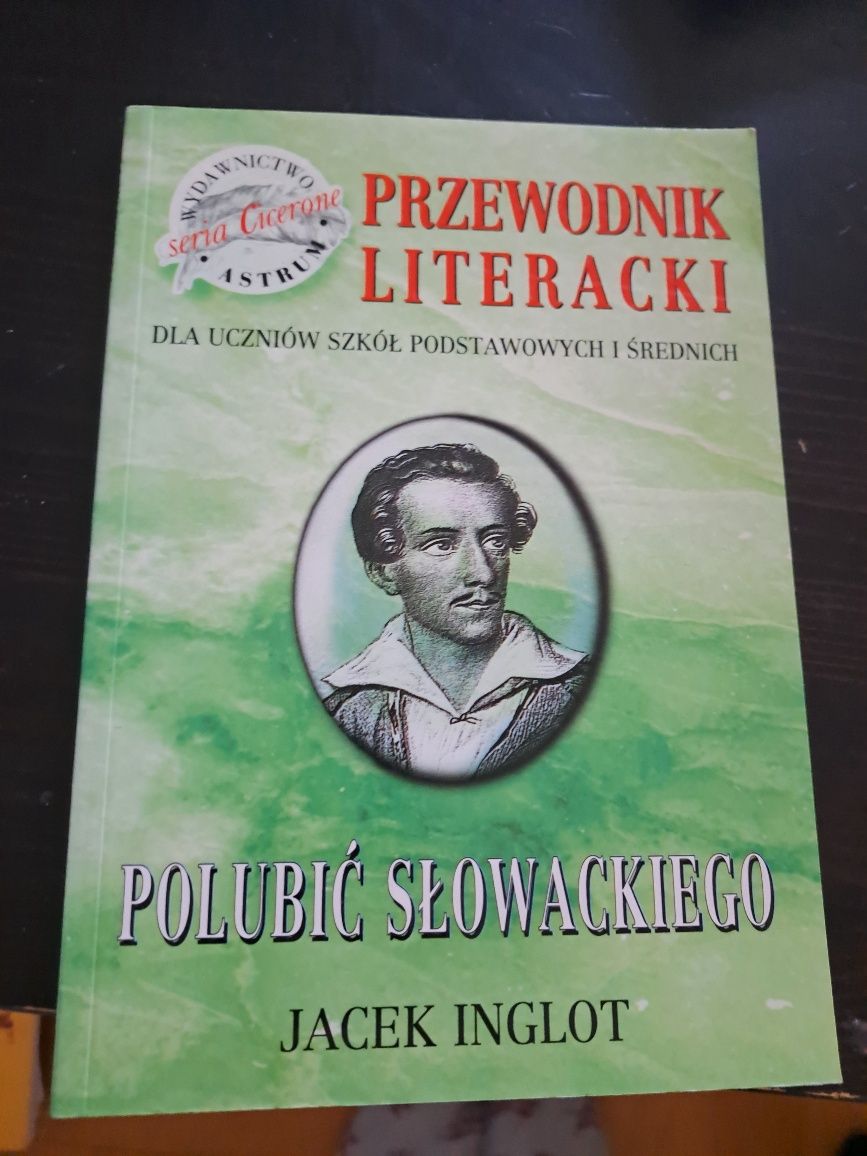 WYDAWNICTWO
seria Cicerone
• ASTRUM •
PRZEWODNIK
LITERACKI
DLA UCZNIÓW SZKÓŁ PODSTAWOWYCH I ŚREDNICH
POLUBIĆ SŁOWACKIEGO
JACEK INGLOT